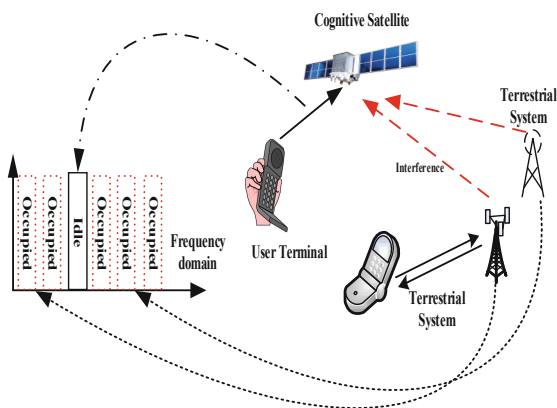 Cognitive Satellite
Terrestrial
System
Interference
User Terminal
Occupied
Occupied
Idle
Occupied
Occupied
Occupied
Frequency
domain
Terrestrial
System